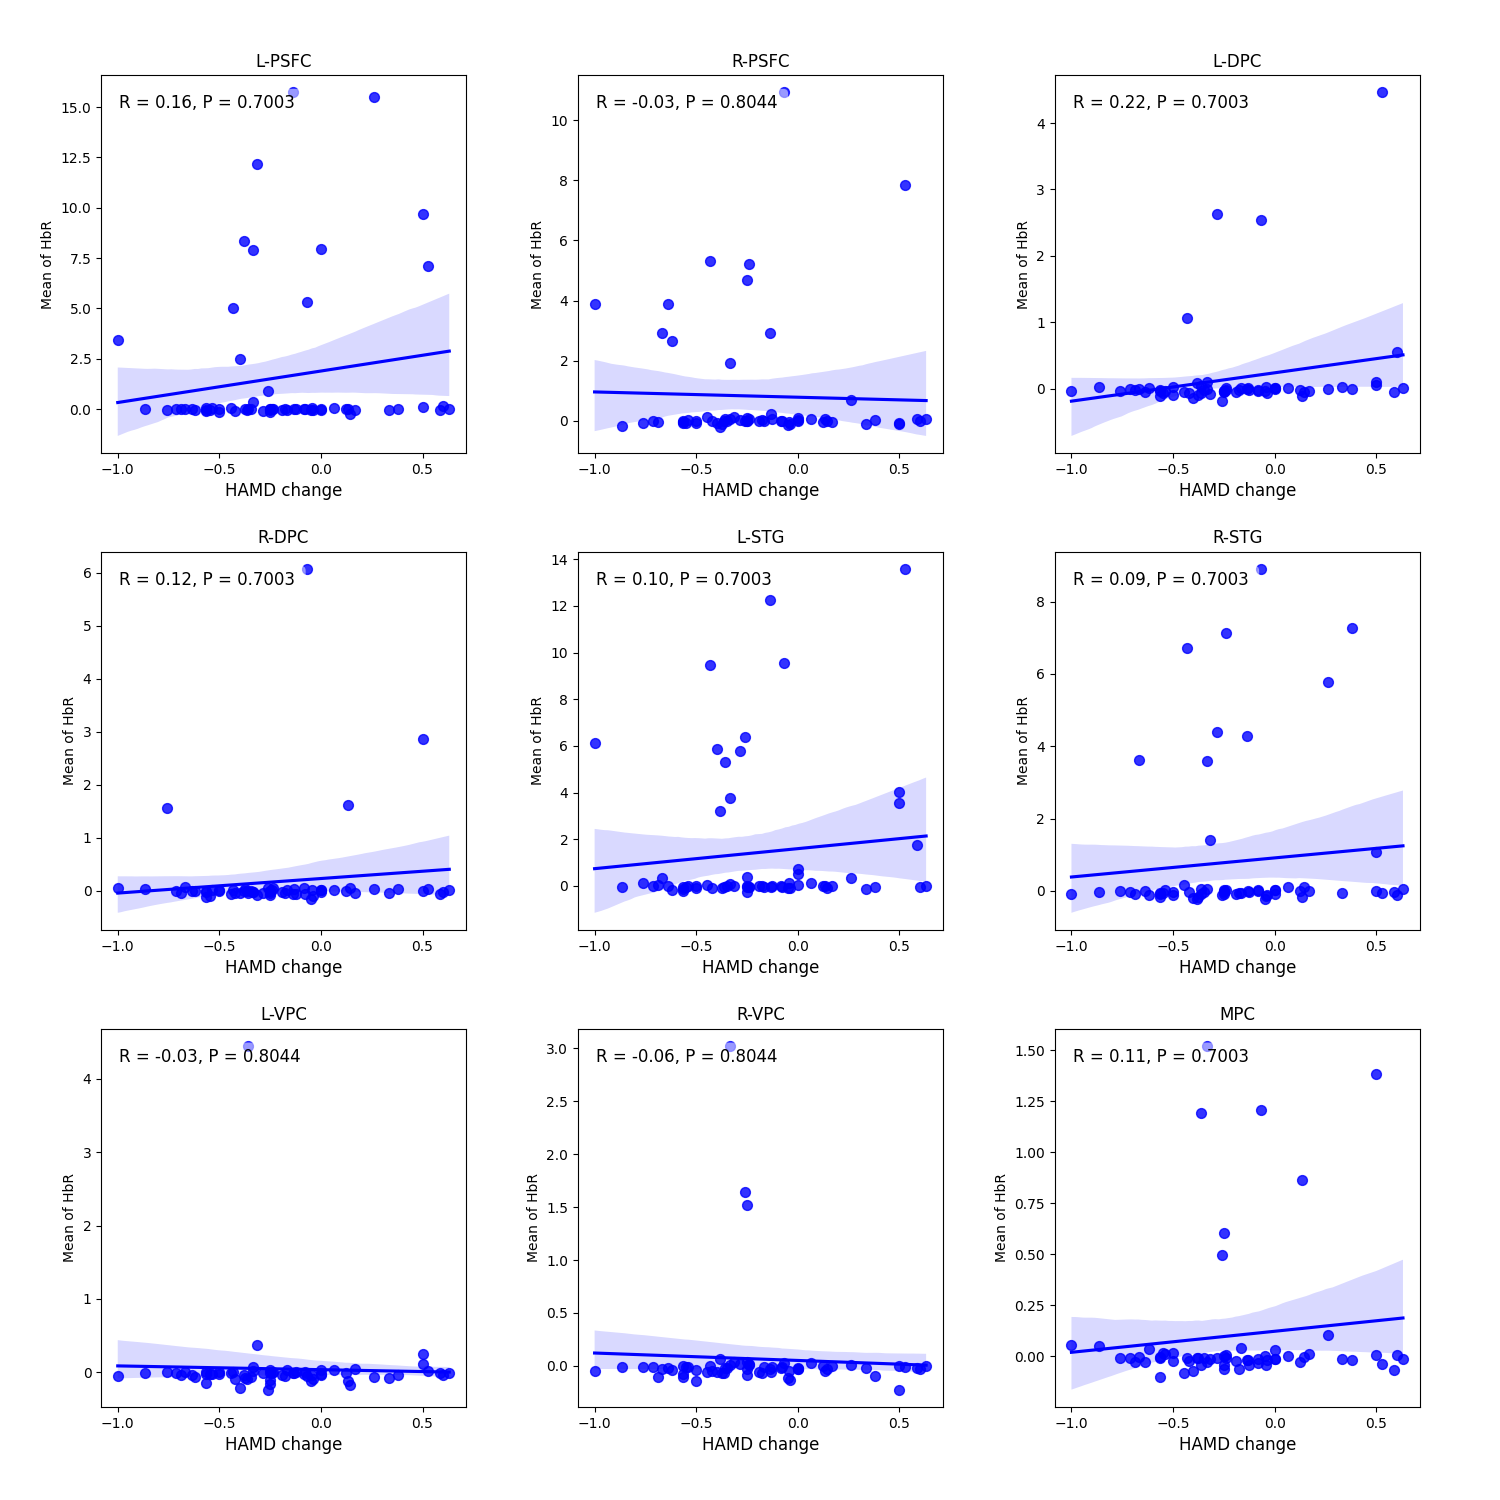 L-PSFC
R = 0.16, P = 0.7003
15.0
12.5
10.0
7.5
5.0
2.5
0.0
Mean of HbR
−1.0 −0.5 0.0 0.5
HAMD change
R-PSFC
R = -0.03, P = 0.8044
10
8
6
4
2
0
Mean of HbR
−1.0 −0.5 0.0 0.5
HAMD change
L-DPC
R = 0.22, P = 0.7003
4
3
2
1
0
Mean of HbR
−1.0 −0.5 0.0 0.5
HAMD change
R-DPC
R = 0.12, P = 0.7003
6
5
4
3
2
1
0
Mean of HbR
−1.0 −0.5 0.0 0.5
HAMD change
L-STG
R = 0.10, P = 0.7003
14
12
10
8
6
4
2
0
Mean of HbR
−1.0 −0.5 0.0 0.5
HAMD change
R-STG
R = 0.09, P = 0.7003
8
6
4
2
0
Mean of HbR
−1.0 −0.5 0.0 0.5
HAMD change
L-VPC
R = -0.03, P = 0.8044
4
3
2
1
0
Mean of HbR
−1.0 −0.5 0.0 0.5
HAMD change
R-VPC
R = -0.06, P = 0.8044
3.0
2.5
2.0
1.5
1.0
0.5
0.0
Mean of HbR
−1.0 −0.5 0.0 0.5
HAMD change
MPC
R = 0.11, P = 0.7003
1.50
1.25
1.00
0.75
0.50
0.25
0.00
Mean of HbR
−1.0 −0.5 0.0 0.5
HAMD change